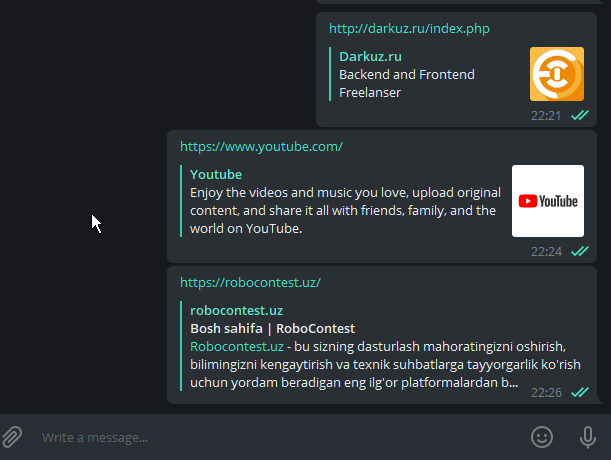 http://darkuz.ru/index.php
Darkuz.ru
Backend and Frontend
Freelanser
22:21
https://www.youtube.com/
Youtube
Enjoy the videos and music you love, upload original
content, and share it all with friends, family, and the
world on YouTube.
YouTube
22:24
https://robocontest.uz/
robocontest.uz
Bosh sahifa | RoboContest
Robocontest.uz - bu sizning dasturlash mahoratingizni oshirish,
bilimingizni kengaytirish va texnik suhbatlarga tayyorgarlik ko'rish
uchun yordam beradigan eng ilg'or platformalardan b...
22:26
Write a message...